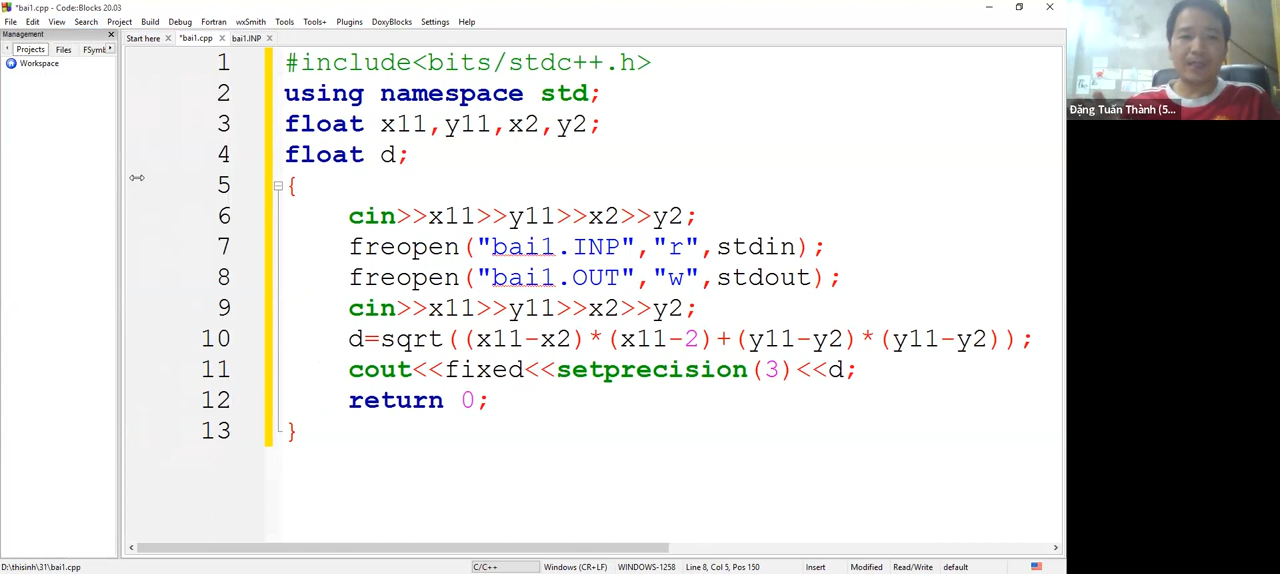 *bai1.cpp - Code::Blocks 20.03
File Edit View Search Project Build Debug Fortran wxSmith Tools Tools+ Plugins DoxyBlocks Settings Help
Management
Start here *bai1.cpp bai1.INP
Projects Files FSymb
Workspace
1 #include<bits/stdc++.h>
2 using namespace std;
3 float x11,y11,x2,y2;
4 float d;
5 {
6 cin>>x11>>y11>>x2>>y2;
7 freopen("bai1.INP","r",stdin);
8 freopen("bai1.OUT","w",stdout);
9 cin>>x11>>y11>>x2>>y2;
10 d=sqrt((x11-x2)*(x11-2)+(y11-y2)*(y11-y2));
11 cout<<fixed<<setprecision(3)<<d;
12 return 0;
13 }
Đặng Tuấn Thành (5...
D:\thisinh\31\bai1.cpp C/C++ Windows (CR+LF) WINDOWS-1258 Line 8, Col 5, Pos 150 Insert Modified Read/Write default